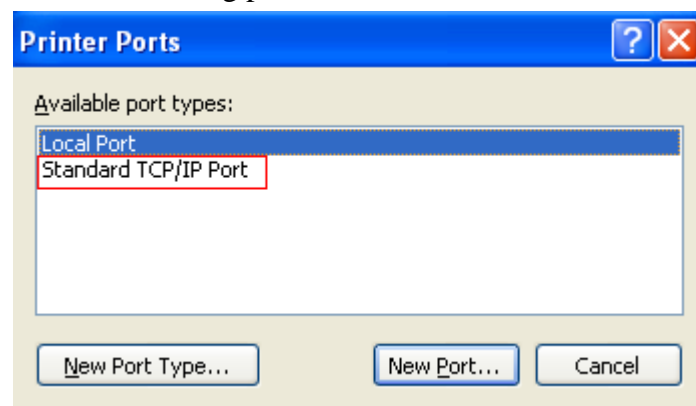 Printer Ports
Available port types:
Local Port
Standard TCP/IP Port
New Port Type... New Port... Cancel